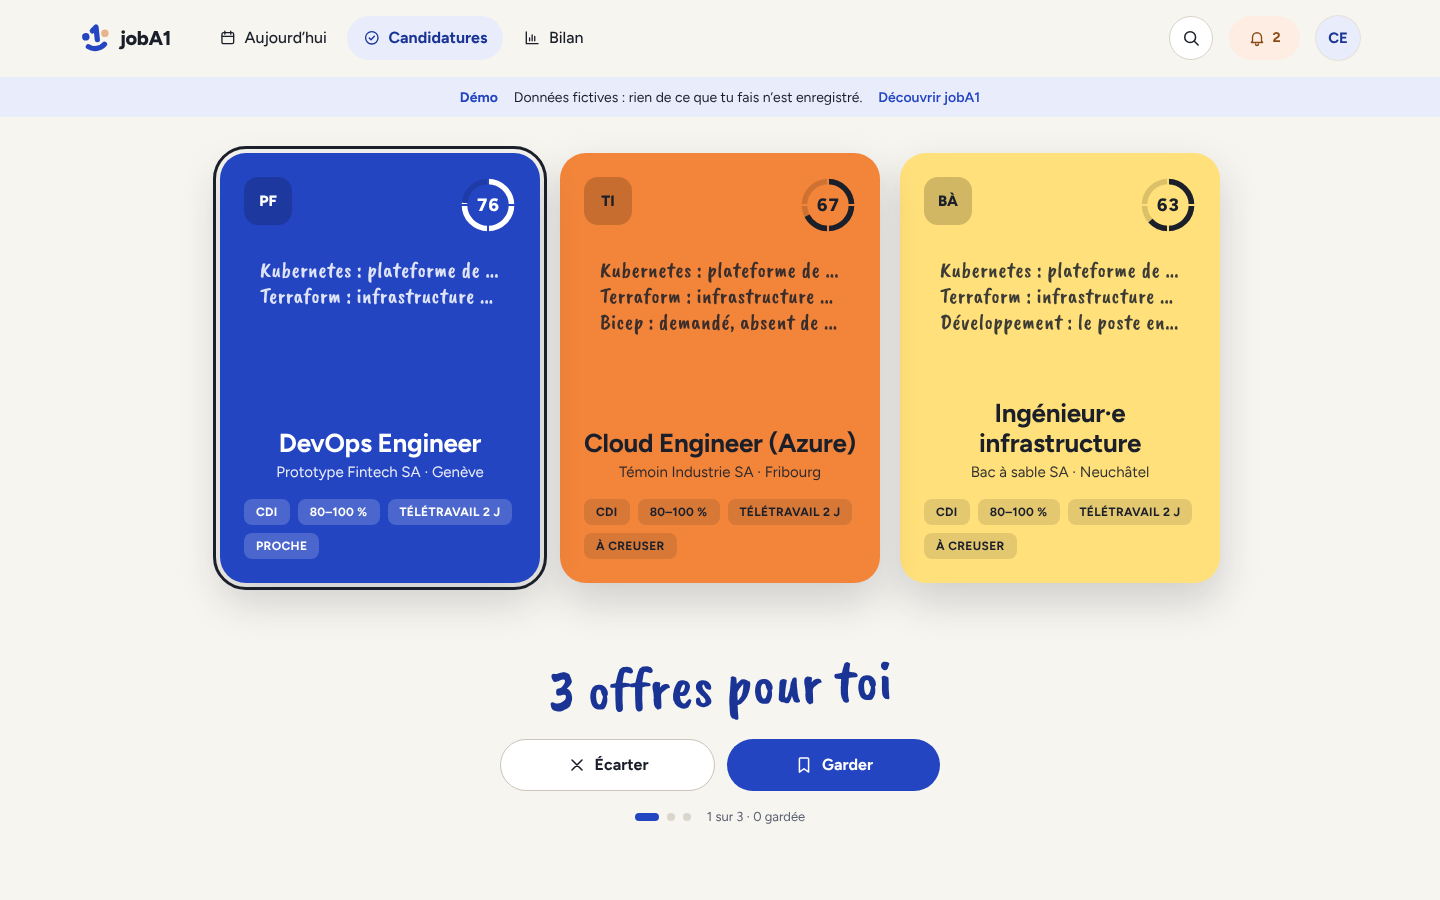 jobA1
Aujourd'hui
Candidatures
Bilan
2
CE
Démo Données fictives : rien de ce que tu fais n'est enregistré. Découvrir jobA1
PF
76
Kubernetes : plateforme de ...
Terraform : infrastructure ...
DevOps Engineer
Prototype Fintech SA · Genève
CDI
80–100 %
TÉLÉTRAVAIL 2 J
PROCHE
TI
67
Kubernetes : plateforme de ...
Terraform : infrastructure ...
Bicep : demandé, absent de ...
Cloud Engineer (Azure)
Témoin Industrie SA · Fribourg
CDI
80–100 %
TÉLÉTRAVAIL 2 J
À CREUSER
BÀ
63
Kubernetes : plateforme de ...
Terraform : infrastructure ...
Développement : le poste en...
Ingénieur·e
infrastructure
Bac à sable SA · Neuchâtel
CDI
80–100 %
TÉLÉTRAVAIL 2 J
À CREUSER
3 offres pour toi
Écarter
Garder
1 sur 3 · 0 gardée